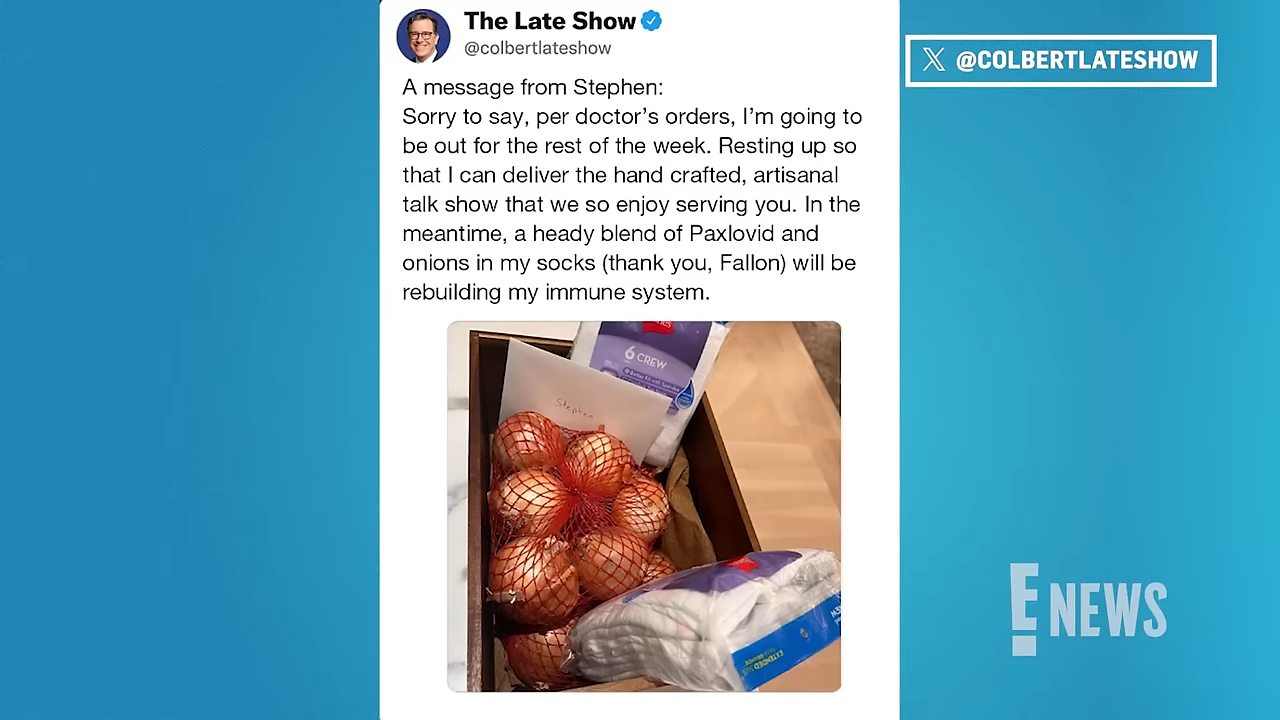 The Late Show
@colbertlateshow
X @COLBERTLATESHOW
A message from Stephen:
Sorry to say, per doctor's orders, I'm going to
be out for the rest of the week. Resting up so
that I can deliver the hand crafted, artisanal
talk show that we so enjoy serving you. In the
meantime, a heady blend of Paxlovid and
onions in my socks (thank you, Fallon) will be
rebuilding my immune system.
6 CREW
Stephen
EXTENDED SIZE
E NEWS